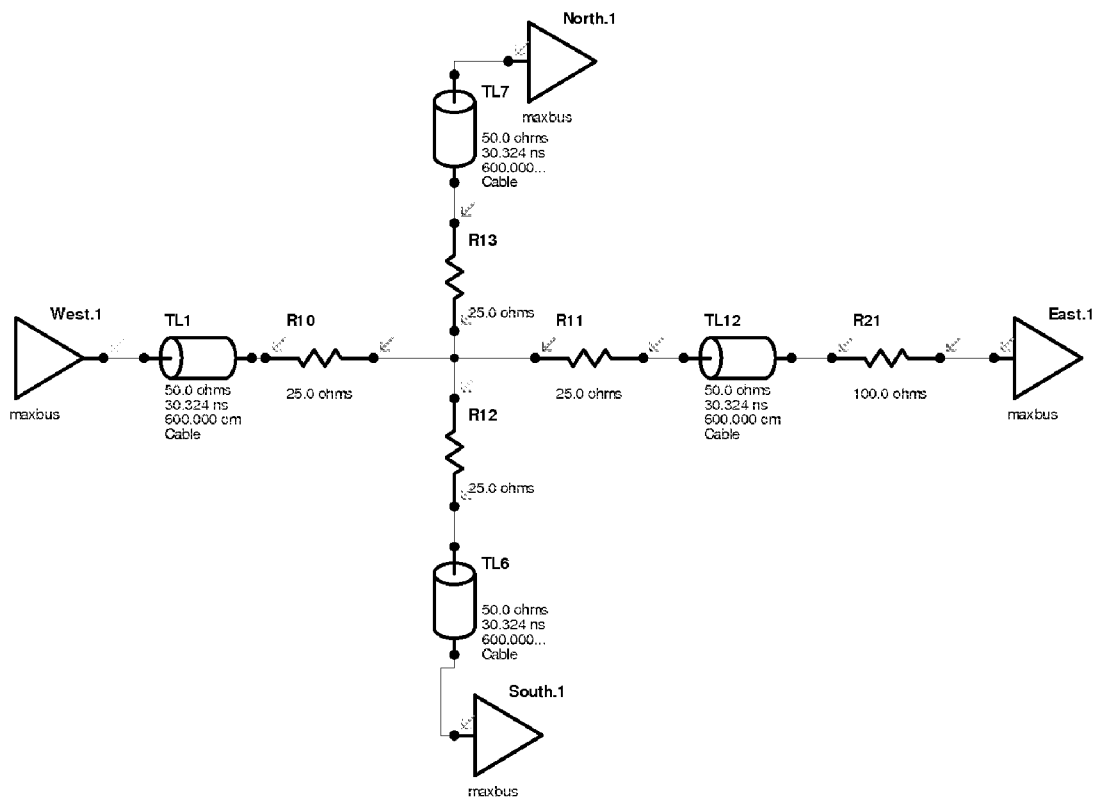 North.1
maxbus
TL7
50.0 ohms
30.324 ns
600.000...
Cable
R13
25.0 ohms
West.1
maxbus
TL1
50.0 ohms
30.324 ns
600.000 cm
Cable
R10
25.0 ohms
R11
25.0 ohms
TL12
50.0 ohms
30.324 ns
600.000 cm
Cable
R21
100.0 ohms
East.1
maxbus
R12
25.0 ohms
TL6
50.0 ohms
30.324 ns
600.000...
Cable
South.1
maxbus